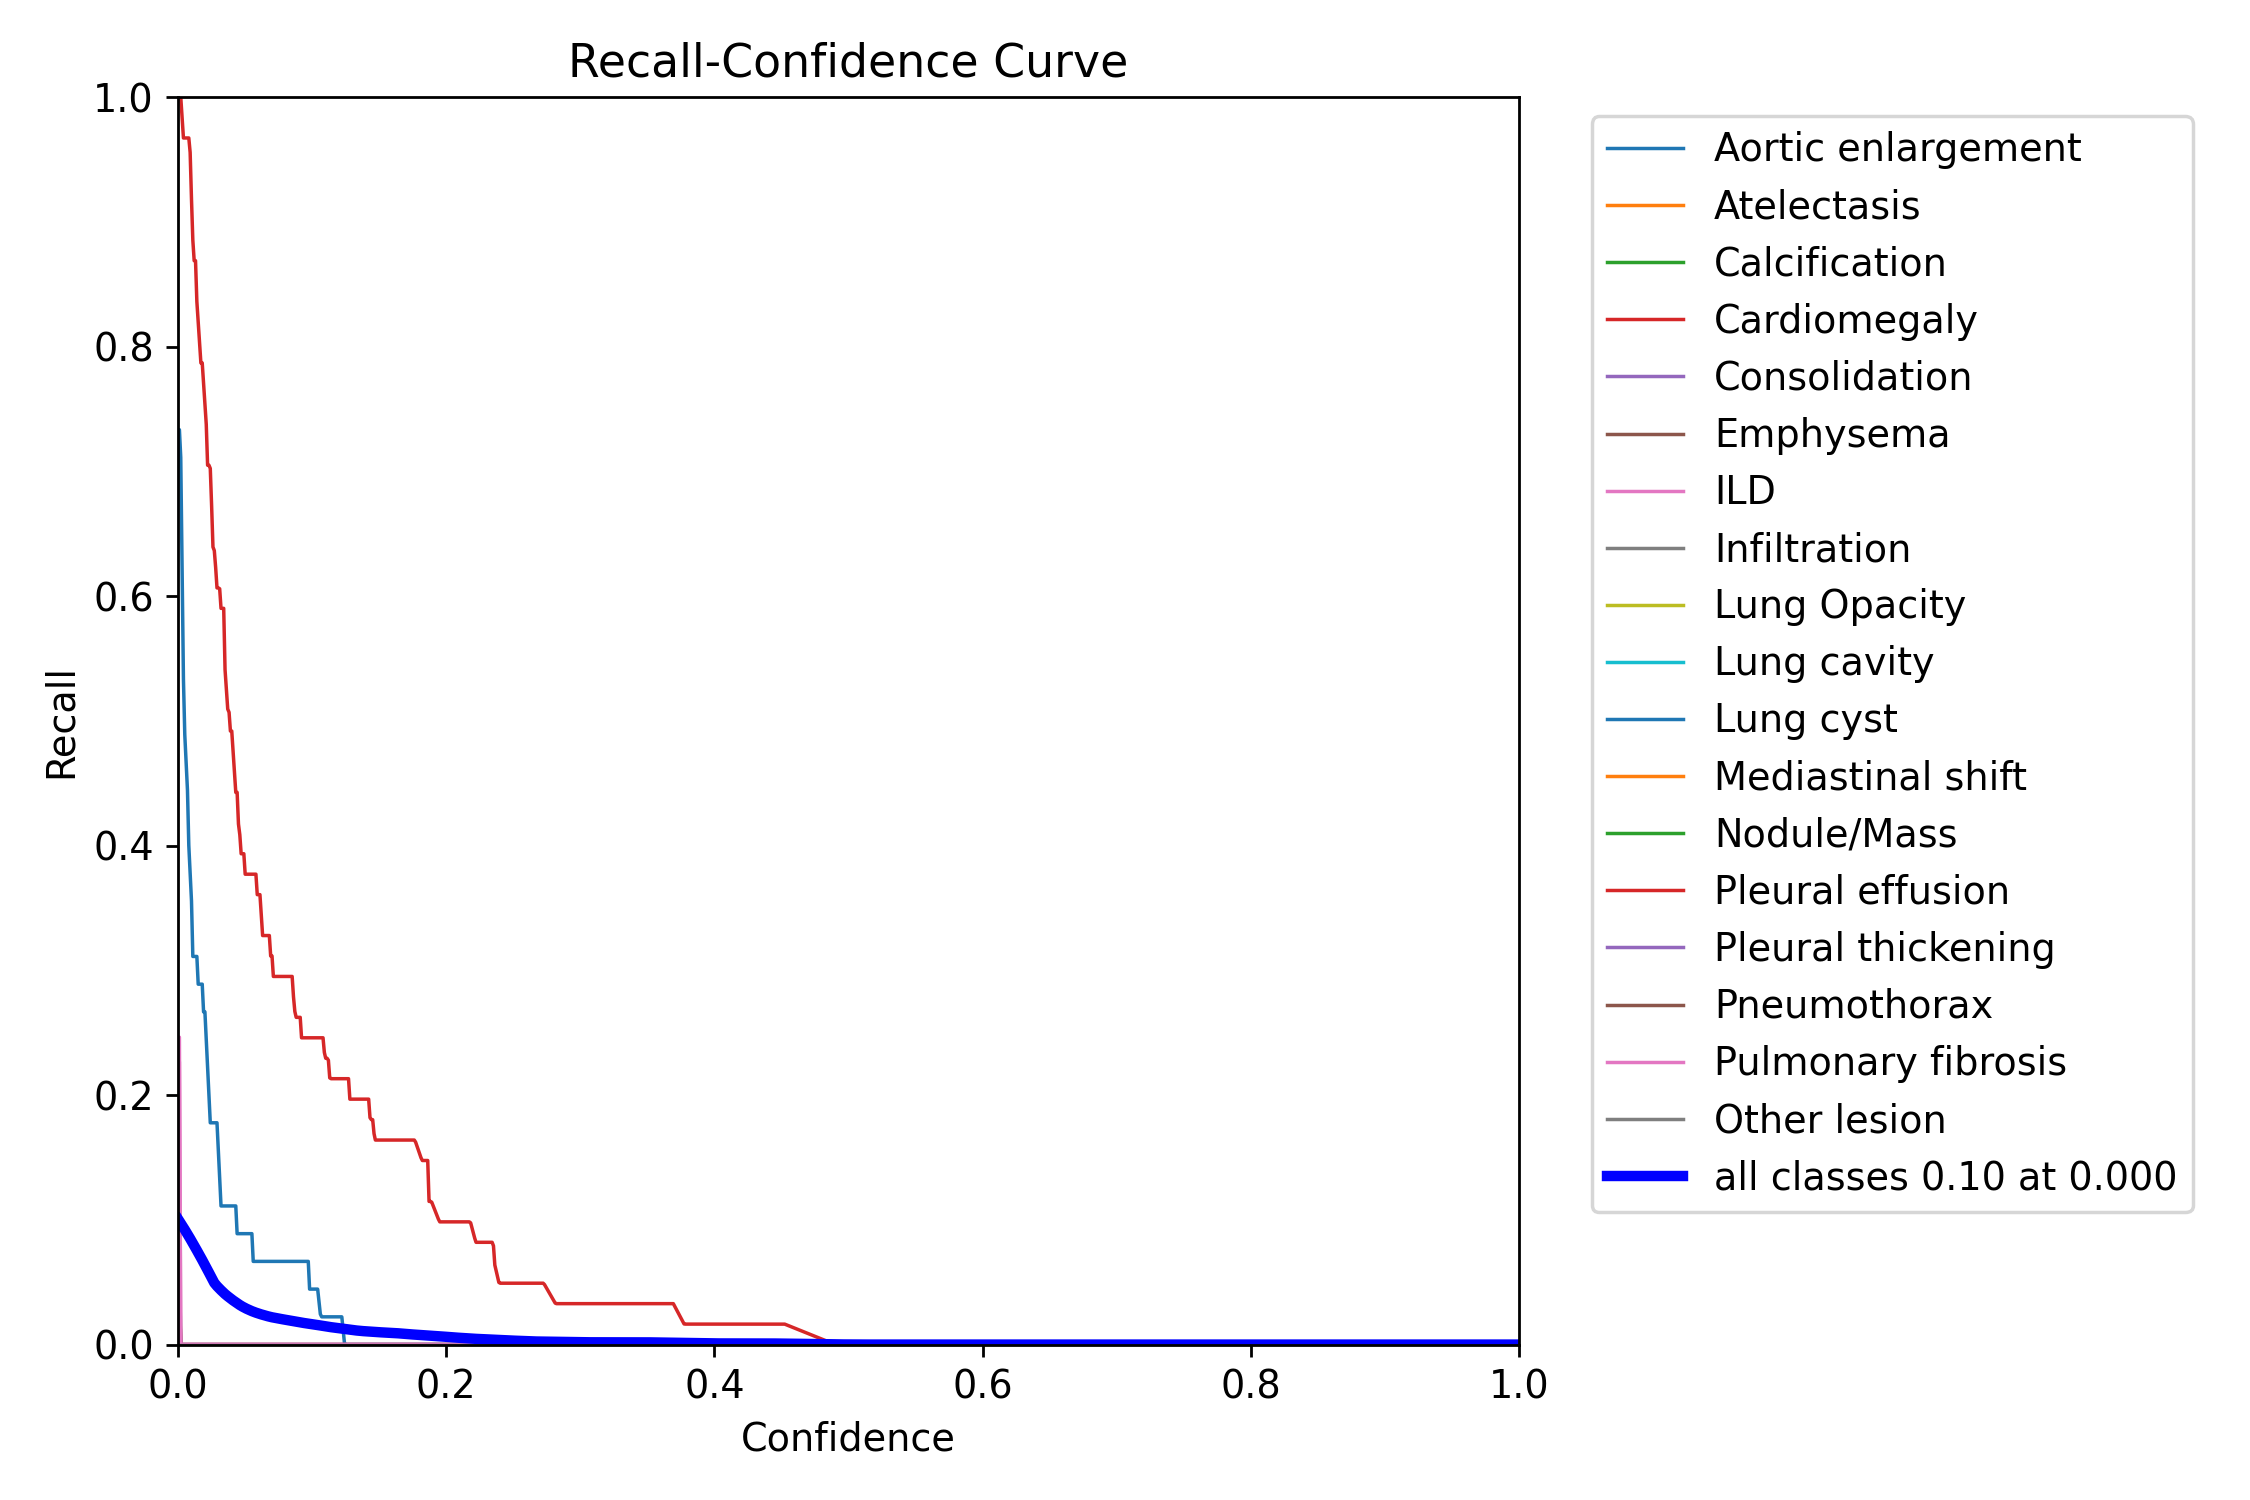 Recall-Confidence Curve
1.0
0.8
0.6
0.4
0.2
0.0
Recall
0.0 0.2 0.4 0.6 0.8 1.0
Confidence
Aortic enlargement
Atelectasis
Calcification
Cardiomegaly
Consolidation
Emphysema
ILD
Infiltration
Lung Opacity
Lung cavity
Lung cyst
Mediastinal shift
Nodule/Mass
Pleural effusion
Pleural thickening
Pneumothorax
Pulmonary fibrosis
Other lesion
all classes 0.10 at 0.000